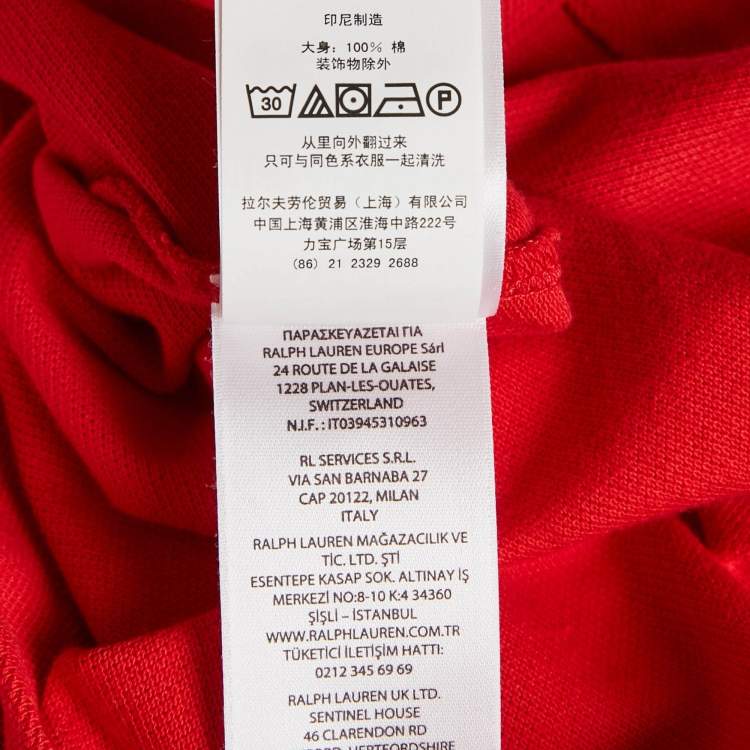 印尼制造
大身: 100% 棉
装饰物除外
30 P
从里向外翻过来
只可与同色系衣服一起清洗
拉尔夫劳伦贸易（上海）有限公司
中国上海黄浦区淮海中路222号
力宝广场第15层
(86) 21 2329 2688
ΠΑΡΑΣΚΕΥΑΖΕΤΑΙ ΓΙΑ
RALPH LAUREN EUROPE Sárl
24 ROUTE DE LA GALAISE
1228 PLAN-LES-OUATES,
SWITZERLAND
N.I.F.: IT03945310963
RL SERVICES S.R.L.
VIA SAN BARNABA 27
CAP 20122, MILAN
ITALY
RALPH LAUREN MAĞAZACILIK VE
TİC. LTD. ŞTİ
ESENTEPE KASAP SOK. ALTINAY İŞ
MERKEZİ NO:8-10 K:4 34360
ŞİŞLİ – İSTANBUL
WWW.RALPHLAUREN.COM.TR
TÜKETİCİ İLETİŞİM HATTI:
0212 345 69 69
RALPH LAUREN UK LTD.
SENTINEL HOUSE
46 CLARENDON RD
HERTFORDSHIRE